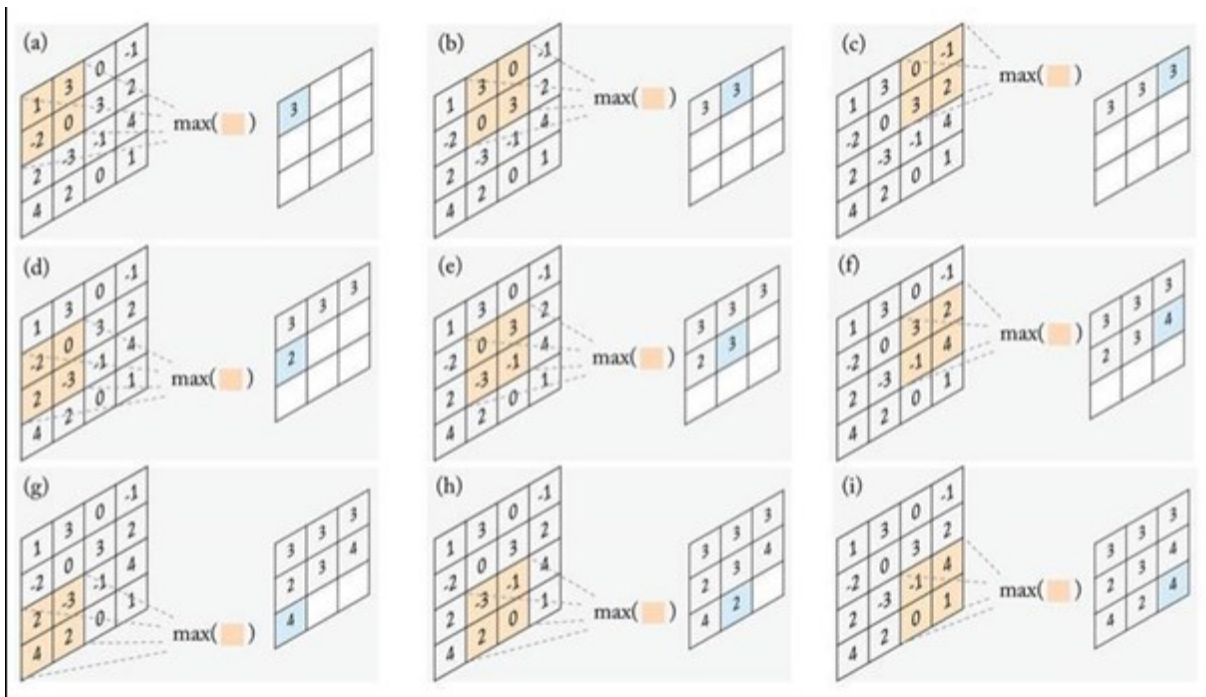 (a)
1 3 0 -1
-2 0 3 2
2 -3 -1 4
4 2 0 1
max( )
3
(b)
1 3 0 -1
-2 0 3 2
2 -3 -1 4
4 2 0 1
max( )
3 3
(c)
1 3 0 -1
-2 0 3 2
2 -3 -1 4
4 2 0 1
max( )
3 3 3
(d)
1 3 0 -1
-2 0 3 2
2 -3 -1 4
4 2 0 1
max( )
3 3 3
2
(e)
1 3 0 -1
-2 0 3 2
2 -3 -1 4
4 2 0 1
max( )
3 3 3
2 3
(f)
1 3 0 -1
-2 0 3 2
2 -3 -1 4
4 2 0 1
max( )
3 3 3
2 3 4
(g)
1 3 0 -1
-2 0 3 2
2 -3 -1 4
4 2 0 1
max( )
3 3 3
2 3 4
4
(h)
1 3 0 -1
-2 0 3 2
2 -3 -1 4
4 2 0 1
max( )
3 3 3
2 3 4
4 2
(i)
1 3 0 -1
-2 0 3 2
2 -3 -1 4
4 2 0 1
max( )
3 3 3
2 3 4
4 2 4